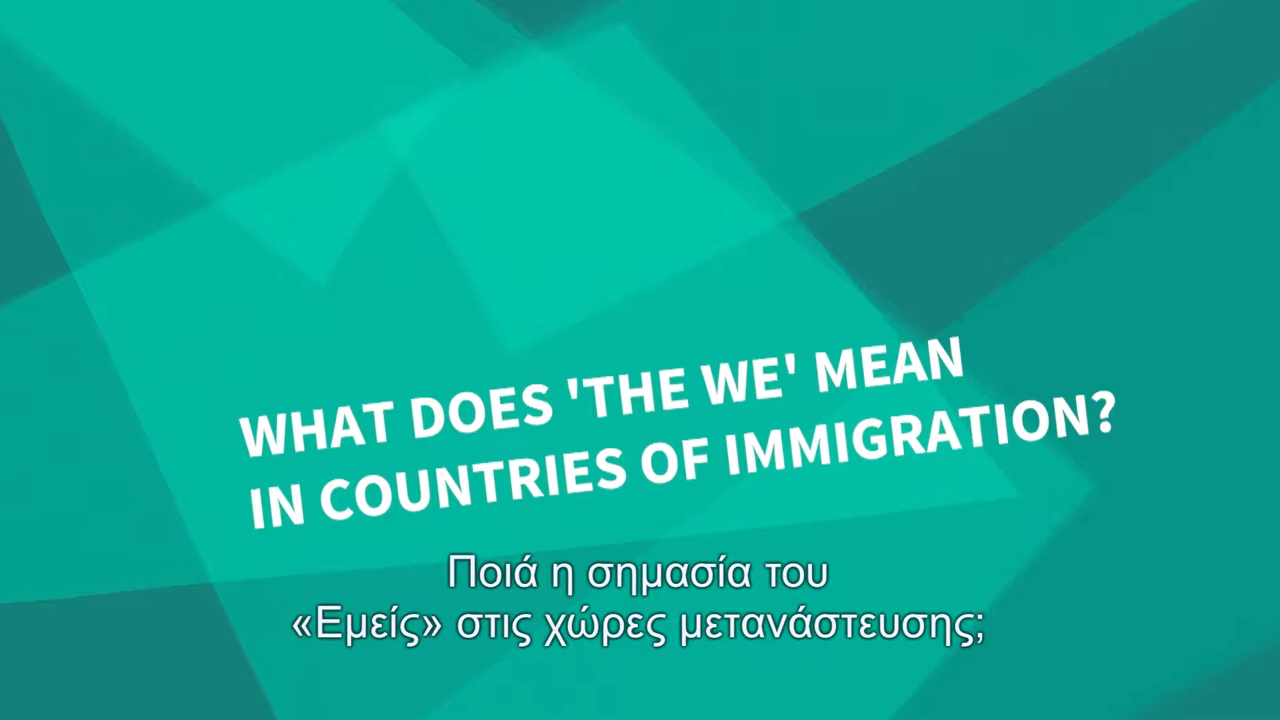 WHAT DOES 'THE WE' MEAN
IN COUNTRIES OF IMMIGRATION?
Ποιά η σημασία του
«Εμείς» στις χώρες μετανάστευσης;